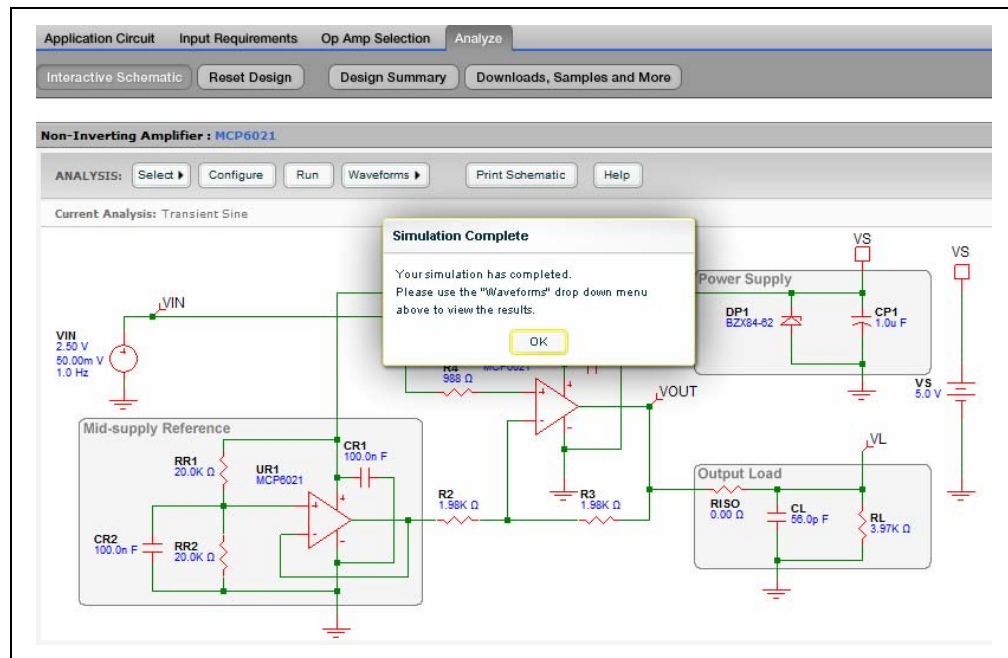 Application Circuit Input Requirements Op Amp Selection Analyze
Interactive Schematic Reset Design Design Summary Downloads, Samples and More
Non-Inverting Amplifier : MCP6021
ANALYSIS: Select Configure Run Waveforms Print Schematic Help
Current Analysis: Transient Sine
Simulation Complete
Your simulation has completed.
Please use the "Waveforms" drop down menu
above to view the results.
OK
VIN
VIN
2.50 V
50.00m V
1.0 Hz
R4
988 Ω
MCP6021
VOUT
VS
Power Supply
DP1
BZX84-62
CP1
1.0u F
VS
VS
5.0 V
Mid-supply Reference
RR1
20.0K Ω
UR1
MCP6021
CR1
100.0n F
CR2
100.0n F
RR2
20.0K Ω
R2
1.98K Ω
R3
1.98K Ω
VL
Output Load
RISO
0.00 Ω
CL
56.0p F
RL
3.97K Ω